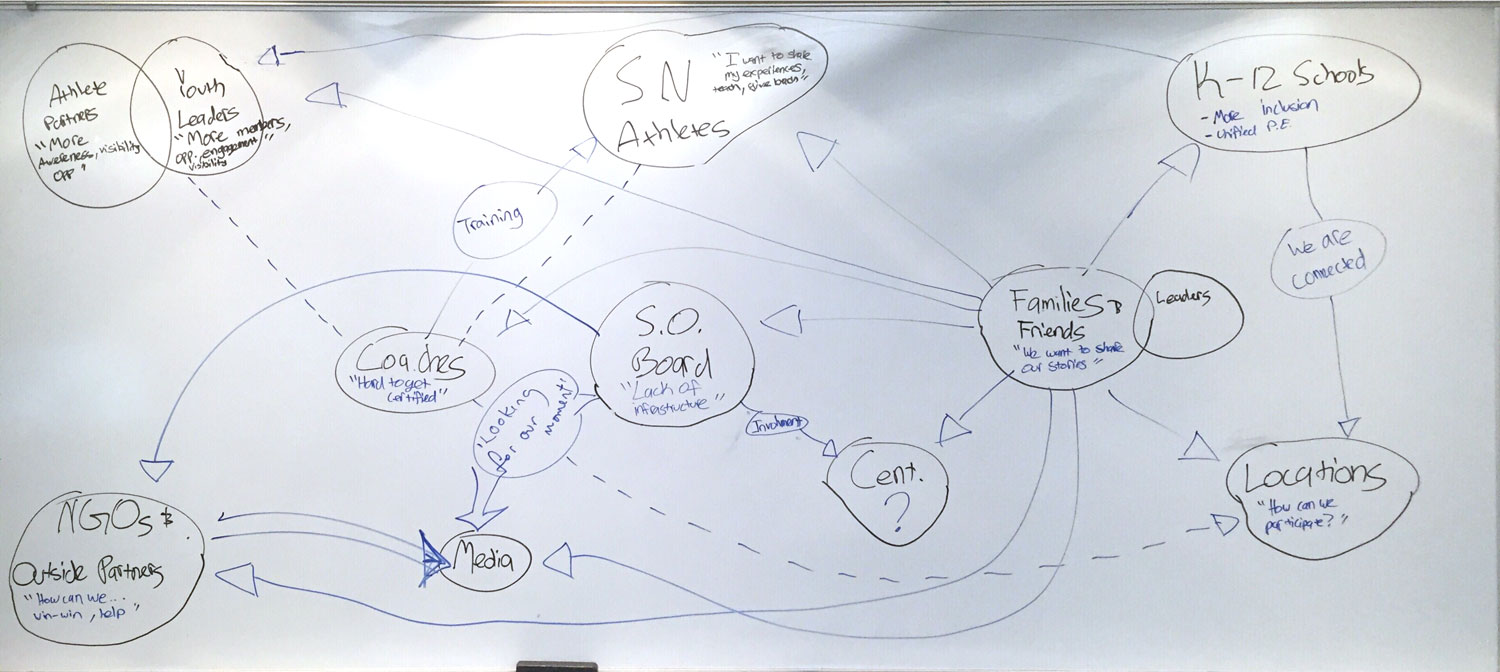 Athlete
Partners
"More
Awareness, visibility
opp"
Youth
Leaders
"More members,
opp. engagement",
visibility
SN
Athletes
"I want to share
my experiences,
teach, give back"
K-12 Schools
- More inclusion
- Unified P.E.
Training
We are
connected
Families &
Friends
"We want to share
our stories"
Leaders
S.O.
Board
"Lack of
infrastructure"
Coaches
"Hard to get
certified"
"Looking
for our
moment"
Involvment
Cent.
?
Locations
"How can we
participate?"
NGOs &
Outside Partners
"How can we...
win-win, help"
Media